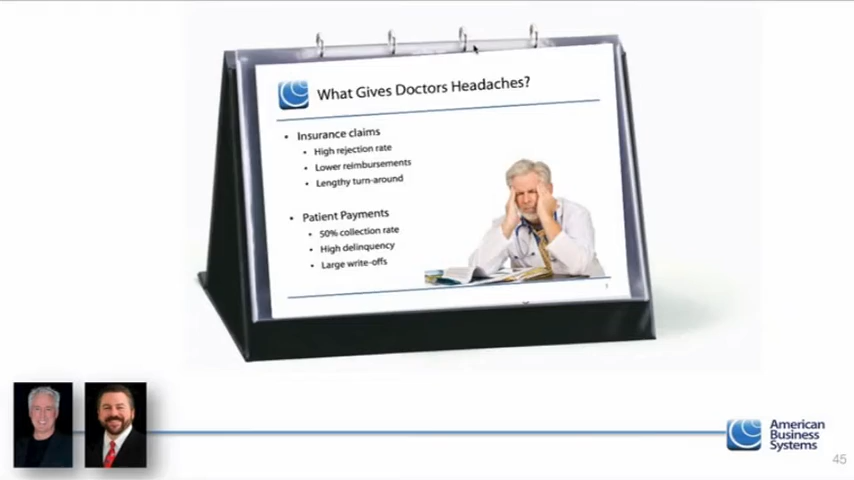 What Gives Doctors Headaches?
• Insurance claims
• High rejection rate
• Lower reimbursements
• Lengthy turn-around
• Patient Payments
• 50% collection rate
• High delinquency
• Large write-offs
1
American
Business
Systems
45